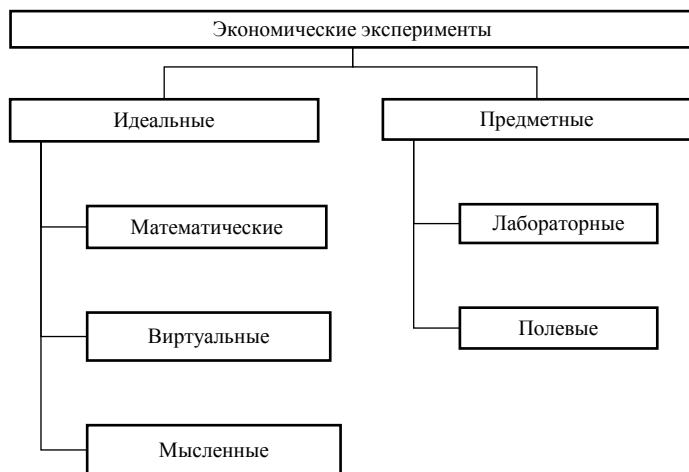 Экономические эксперименты
Идеальные
Предметные
Математические
Лабораторные
Виртуальные
Полевые
Мысленные